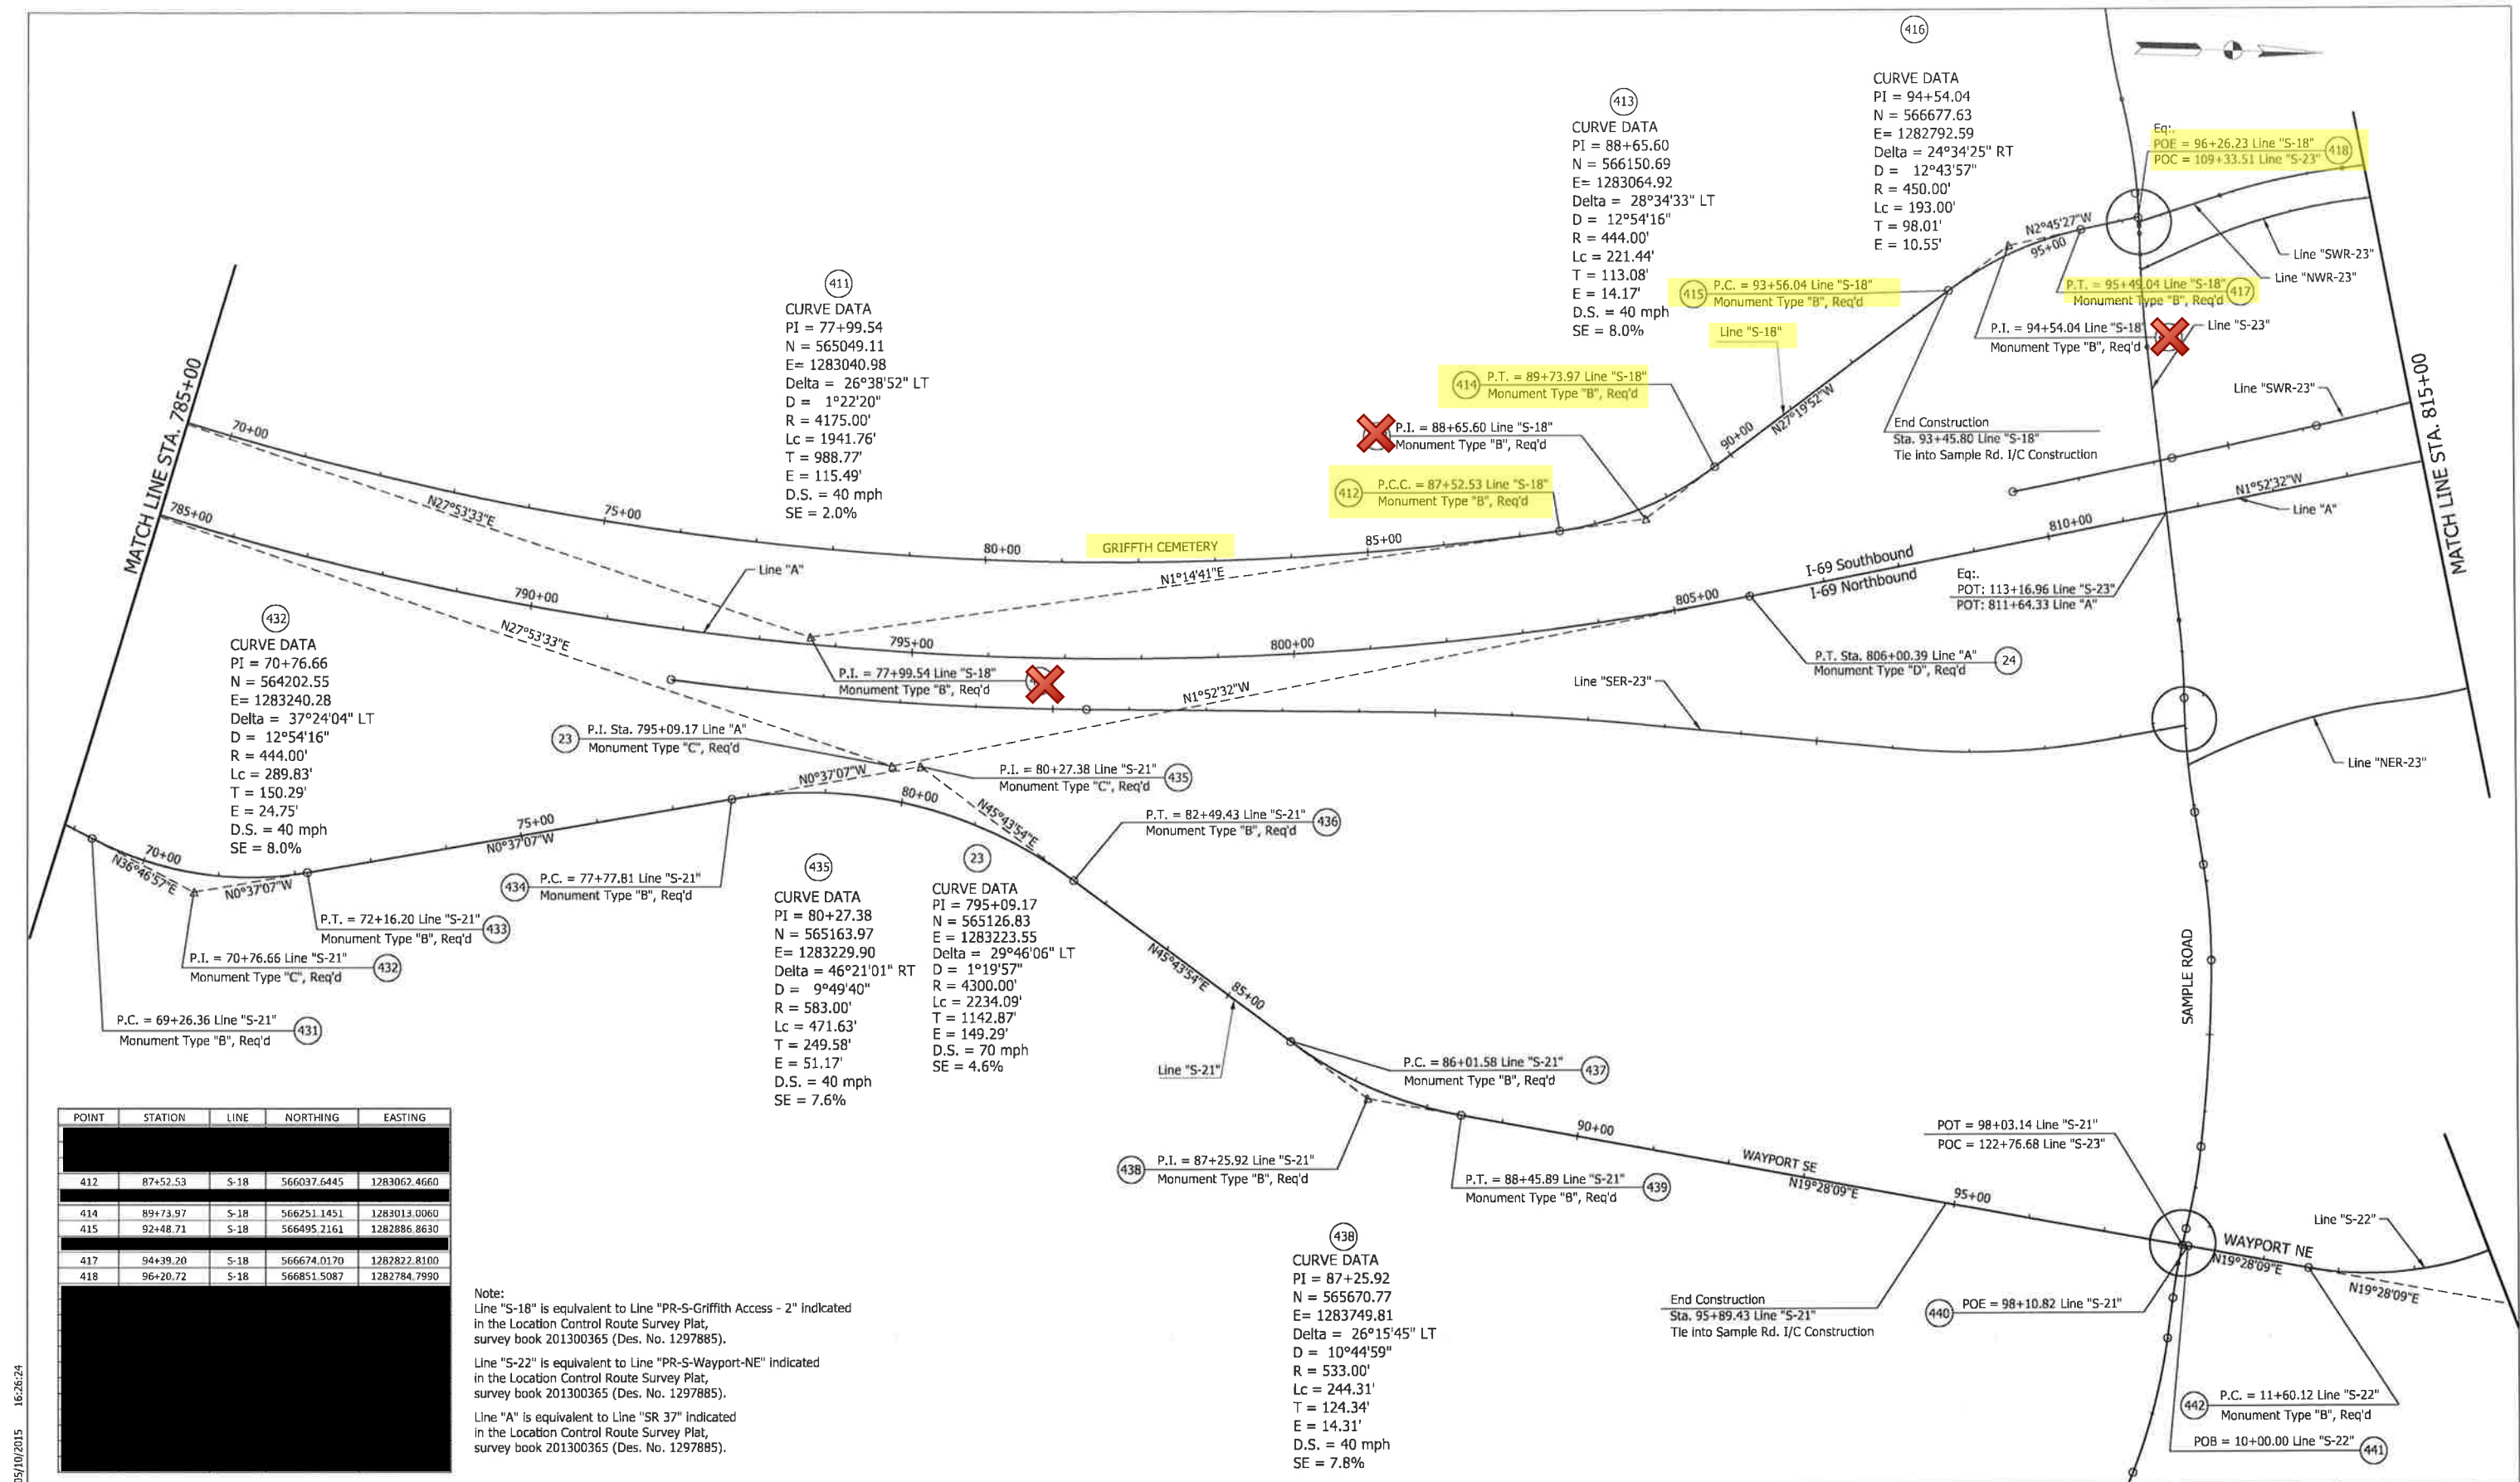 416
CURVE DATA
PI = 94+54.04
N = 566677.63
E= 1282792.59
Delta = 24°34'25" RT
D = 12°43'57"
R = 450.00'
Lc = 193.00'
T = 98.01'
E = 10.55'
413
CURVE DATA
PI = 88+65.60
N = 566150.69
E= 1283064.92
Delta = 28°34'33" LT
D = 12°54'16"
R = 444.00'
Lc = 221.44'
T = 113.08'
E = 14.17'
D.S. = 40 mph
SE = 8.0%
Eq:.
POE = 96+26.23 Line "S-18"
POC = 109+33.51 Line "S-23"
418
N2°45'27"W
95+00
Line "SWR-23"
Line "NWR-23"
P.T. = 95+49.04 Line "S-18"
Monument Type "B", Req'd
417
P.I. = 94+54.04 Line "S-18"
Monument Type "B", Req'd
Line "S-23"
415
P.C. = 93+56.04 Line "S-18"
Monument Type "B", Req'd
Line "S-18"
411
CURVE DATA
PI = 77+99.54
N = 565049.11
E= 1283040.98
Delta = 26°38'52" LT
D = 1°22'20"
R = 4175.00'
Lc = 1941.76'
T = 988.77'
E = 115.49'
D.S. = 40 mph
SE = 2.0%
414
P.T. = 89+73.97 Line "S-18"
Monument Type "B", Req'd
P.I. = 88+65.60 Line "S-18"
Monument Type "B", Req'd
412
P.C.C. = 87+52.53 Line "S-18"
Monument Type "B", Req'd
90+00
N27°19'52"W
End Construction
Sta. 93+45.80 Line "S-18"
Tie into Sample Rd. I/C Construction
Line "SWR-23"
MATCH LINE STA. 815+00
N1°52'32"W
Line "A"
810+00
MATCH LINE STA. 785+00
70+00
N27°53'33"E
785+00
75+00
80+00
GRIFFTH CEMETERY
85+00
N1°14'41"E
Line "A"
790+00
N27°53'33"E
795+00
800+00
805+00
I-69 Southbound
I-69 Northbound
Eq:.
POT: 113+16.96 Line "S-23"
POT: 811+64.33 Line "A"
P.I. = 77+99.54 Line "S-18"
Monument Type "B", Req'd
P.T. Sta. 806+00.39 Line "A"
Monument Type "D", Req'd
24
N1°52'32"W
Line "SER-23"
Line "NER-23"
432
CURVE DATA
PI = 70+76.66
N = 564202.55
E= 1283240.28
Delta = 37°24'04" LT
D = 12°54'16"
R = 444.00'
Lc = 289.83'
T = 150.29'
E = 24.75'
D.S. = 40 mph
SE = 8.0%
23
P.I. Sta. 795+09.17 Line "A"
Monument Type "C", Req'd
P.I. = 80+27.38 Line "S-21"
Monument Type "C", Req'd
435
N0°37'07"W
80+00
N45°43'54"E
P.T. = 82+49.43 Line "S-21"
Monument Type "B", Req'd
436
75+00
N0°37'07"W
70+00
N36°46'57"E
N0°37'07"W
434
P.C. = 77+77.81 Line "S-21"
Monument Type "B", Req'd
P.T. = 72+16.20 Line "S-21"
Monument Type "B", Req'd
433
P.I. = 70+76.66 Line "S-21"
Monument Type "C", Req'd
432
P.C. = 69+26.36 Line "S-21"
Monument Type "B", Req'd
431
435
CURVE DATA
PI = 80+27.38
N = 565163.97
E= 1283229.90
Delta = 46°21'01" RT
D = 9°49'40"
R = 583.00'
Lc = 471.63'
T = 249.58'
E = 51.17'
D.S. = 40 mph
SE = 7.6%
23
CURVE DATA
PI = 795+09.17
N = 565126.83
E = 1283223.55
Delta = 29°46'06" LT
D = 1°19'57"
R = 4300.00'
Lc = 2234.09'
T = 1142.87'
E = 149.29'
D.S. = 70 mph
SE = 4.6%
N45°43'54"E
85+00
Line "S-21"
P.C. = 86+01.58 Line "S-21"
Monument Type "B", Req'd
437
SAMPLE ROAD
438
P.I. = 87+25.92 Line "S-21"
Monument Type "B", Req'd
P.T. = 88+45.89 Line "S-21"
Monument Type "B", Req'd
439
90+00
WAYPORT SE
N19°28'09"E
95+00
POT = 98+03.14 Line "S-21"
POC = 122+76.68 Line "S-23"
Line "S-22"
WAYPORT NE
N19°28'09"E
N19°28'09"E
438
CURVE DATA
PI = 87+25.92
N = 565670.77
E= 1283749.81
Delta = 26°15'45" LT
D = 10°44'59"
R = 533.00'
Lc = 244.31'
T = 124.34'
E = 14.31'
D.S. = 40 mph
SE = 7.8%
End Construction
Sta. 95+89.43 Line "S-21"
Tie into Sample Rd. I/C Construction
440
POE = 98+10.82 Line "S-21"
442
P.C. = 11+60.12 Line "S-22"
Monument Type "B", Req'd
POB = 10+00.00 Line "S-22"
441
POINT STATION LINE NORTHING EASTING
412 87+52.53 S-18 566037.6445 1283062.4660
414 89+73.97 S-18 566251.1451 1283013.0060
415 92+48.71 S-18 566495.2161 1282886.8630
417 94+39.20 S-18 566674.0170 1282822.8100
418 96+20.72 S-18 566851.5087 1282784.7990
Note:
Line "S-18" is equivalent to Line "PR-S-Griffith Access - 2" indicated
in the Location Control Route Survey Plat,
survey book 201300365 (Des. No. 1297885).
Line "S-22" is equivalent to Line "PR-S-Wayport-NE" indicated
in the Location Control Route Survey Plat,
survey book 201300365 (Des. No. 1297885).
Line "A" is equivalent to Line "SR 37" indicated
in the Location Control Route Survey Plat,
survey book 201300365 (Des. No. 1297885).
05/10/2015 16:26:24